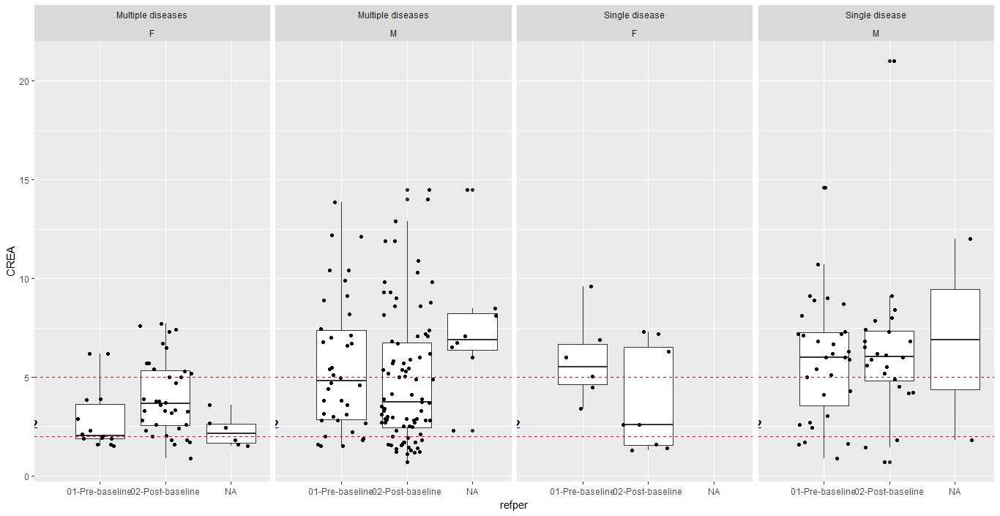 Multiple diseases Multiple diseases Single disease Single disease
F M F M
20
15
10
5
0
CREA
01-Pre-baseline 02-Post-baseline NA 01-Pre-baseline 02-Post-baseline NA 01-Pre-baseline 02-Post-baseline NA 01-Pre-baseline 02-Post-baseline NA
refper